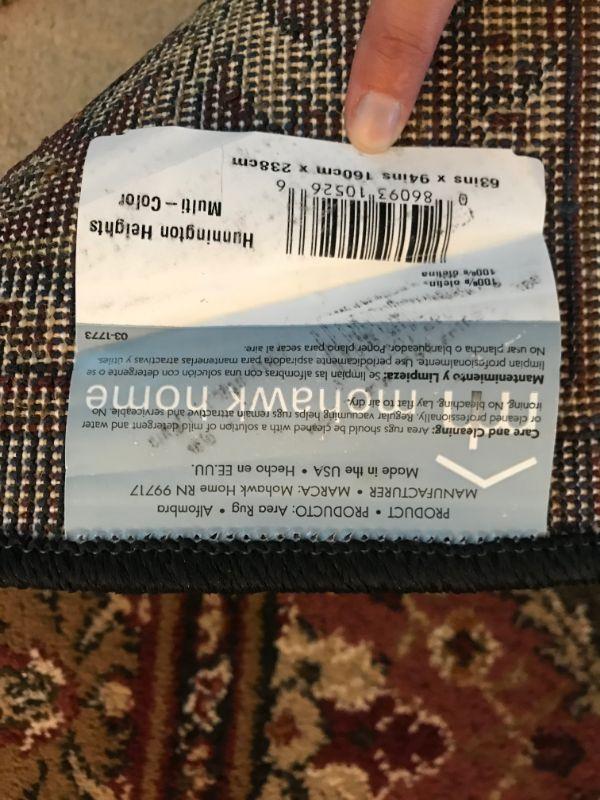 PRODUCT • PRODUCTO: Area Rug • Alfombra
MANUFACTURER • MARCA: Mohawk Home RN 99717
Made in the USA • Hecho en EE.UU.
Care and Cleaning: Area rugs should be cleaned with a solution of mild detergent and water
or cleaned professionally. Regular vacuuming helps rugs remain attractive and serviceable. No
ironing. No bleaching. Lay flat to air dry.
mohawk home
Mantenimiento y Limpieza: Se limpian las alfombras con una solución con detergente o se
limpian profesionalmente. Use periodicamente aspiradora para mantenerlas atractivas y útiles.
No usar plancha o blanqueador. Poner plano para secar al aire.
03-1773
100% olefin
Hunnington Heights
Multi-Color
0 86093 10526 6
63ins x 94ins 160cm x 238cm